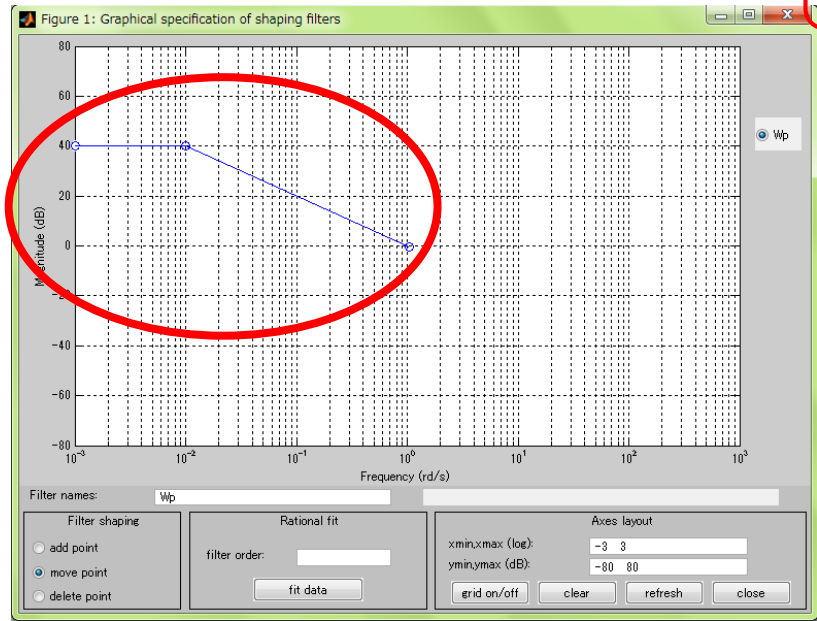 Figure 1: Graphical specification of shaping filters
80
60
40
20
0
-20
-40
-60
-80
Magnitude (dB)
10^-3
10^-2
10^-1
10^0
10^1
10^2
10^3
Frequency (rd/s)
Wp
Filter names:
Wp
Filter shaping
add point
move point
delete point
Rational fit
filter order:
fit data
Axes layout
xmin,xmax (log):
-3 3
ymin,ymax (dB):
-80 80
grid on/off
clear
refresh
close